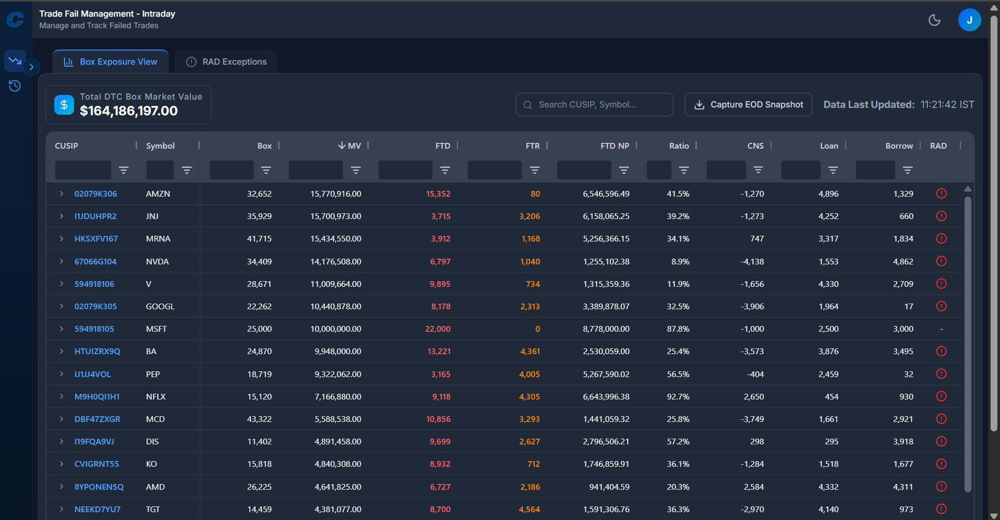 Trade Fail Management - Intraday
Manage and Track Failed Trades
J
Box Exposure View
RAD Exceptions
Total DTC Box Market Value
$164,186,197.00
Search CUSIP, Symbol...
Capture EOD Snapshot
Data Last Updated: 11:21:42 IST
CUSIP Symbol Box MV FTD FTR FTD NP Ratio CNS Loan Borrow RAD
02079K306 AMZN 32,652 15,770,916.00 15,352 80 6,546,596.49 41.5% -1,270 4,896 1,329
I1JDUHPR2 JNJ 35,929 15,700,973.00 3,715 3,206 6,158,065.25 39.2% -1,273 4,252 660
HKSXFV167 MRNA 41,715 15,434,550.00 3,912 1,168 5,256,366.15 34.1% 747 3,317 1,834
67066G104 NVDA 34,409 14,176,508.00 6,797 1,040 1,255,102.38 8.9% -4,138 1,553 4,862
594918106 V 28,671 11,009,664.00 9,895 734 1,315,359.36 11.9% -1,656 4,330 2,709
02079K305 GOOGL 22,262 10,440,878.00 8,178 2,313 3,389,878.07 32.5% -3,906 1,964 17
594918105 MSFT 25,000 10,000,000.00 22,000 0 8,778,000.00 87.8% -1,000 2,500 3,000 -
HTUIZRX9Q BA 24,870 9,948,000.00 13,221 4,361 2,530,059.00 25.4% -3,573 3,876 3,495
IJ1JJ4VOL PEP 18,719 9,322,062.00 3,165 4,005 5,267,590.02 56.5% -404 2,459 32
M9H0QI1H1 NFLX 15,120 7,166,880.00 9,118 4,305 6,643,996.38 92.7% 2,650 454 930
DBF47ZXGR MCD 43,322 5,588,538.00 10,856 3,293 1,441,059.32 25.8% -3,749 1,661 2,921
I19FQA9VJ DIS 11,402 4,891,458.00 9,699 2,627 2,796,506.21 57.2% 298 295 3,918
CVIGRNT55 KO 15,818 4,840,308.00 8,932 712 1,746,859.91 36.1% -1,284 1,518 1,677
8YPONEN5Q AMD 26,225 4,641,825.00 6,727 2,186 941,404.59 20.3% 2,584 4,332 4,311
NEEKD7YU7 TGT 14,459 4,381,077.00 8,700 4,564 1,591,306.76 36.3% -2,970 4,140 973